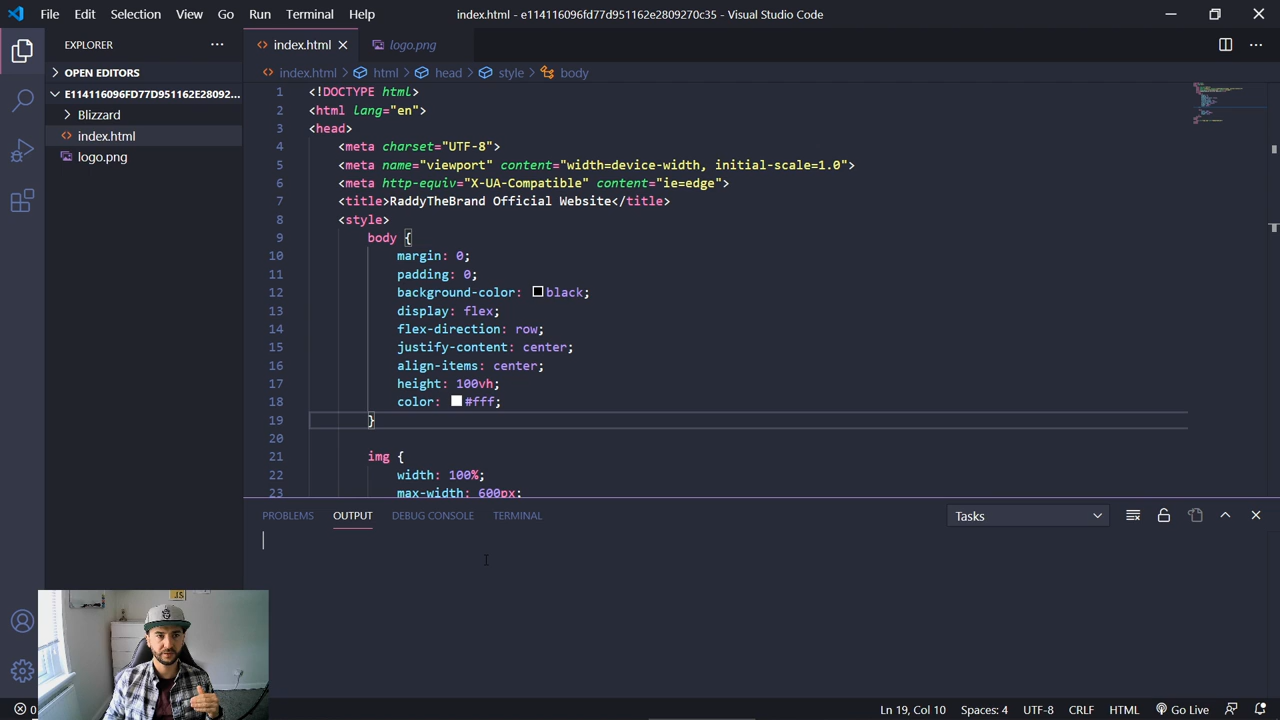 File Edit Selection View Go Run Terminal Help
index.html - e114116096fd77d951162e2809270c35 - Visual Studio Code
EXPLORER
OPEN EDITORS
E114116096FD77D951162E28092...
Blizzard
index.html
logo.png
index.html
logo.png
index.html > html > head > style > body
1 <!DOCTYPE html>
2 <html lang="en">
3 <head>
4 <meta charset="UTF-8">
5 <meta name="viewport" content="width=device-width, initial-scale=1.0">
6 <meta http-equiv="X-UA-Compatible" content="ie=edge">
7 <title>RaddyTheBrand Official Website</title>
8 <style>
9 body {
10 margin: 0;
11 padding: 0;
12 background-color: black;
13 display: flex;
14 flex-direction: row;
15 justify-content: center;
16 align-items: center;
17 height: 100vh;
18 color: #fff;
19 }
20
21 img {
22 width: 100%;
23 max-width: 600px;
PROBLEMS OUTPUT DEBUG CONSOLE TERMINAL
Tasks
JS
0
Ln 19, Col 10 Spaces: 4 UTF-8 CRLF HTML Go Live